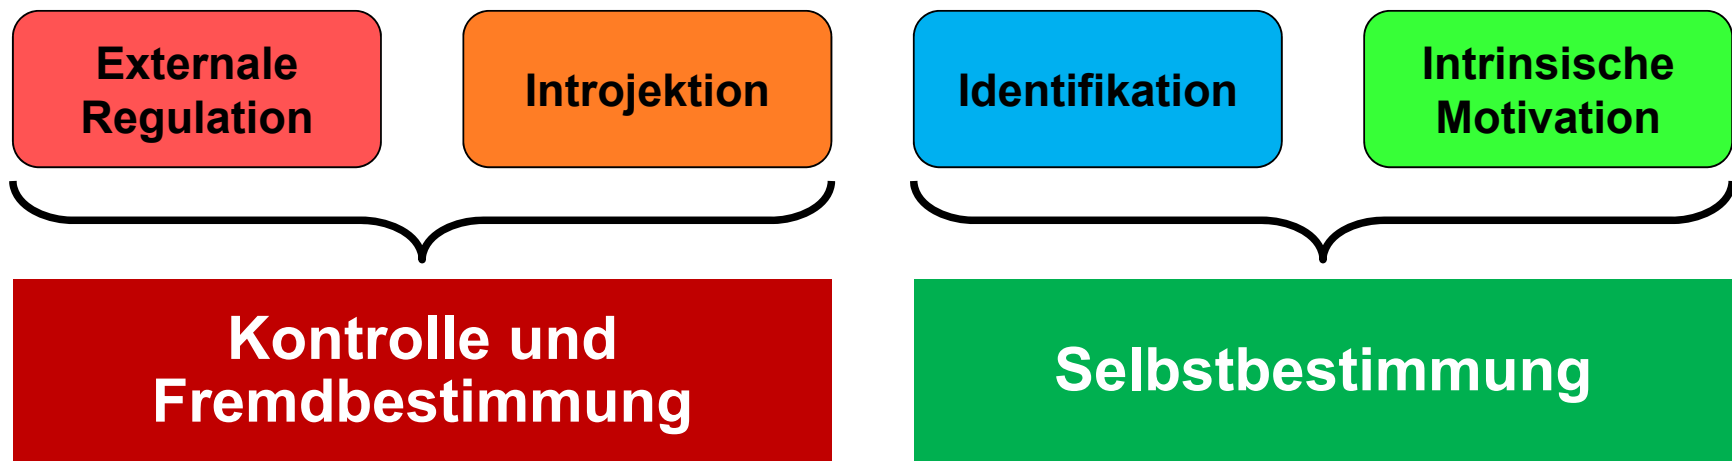 Externale
Regulation
Introjektion
Identifikation
Intrinsische
Motivation
Kontrolle und
Fremdbestimmung
Selbstbestimmung